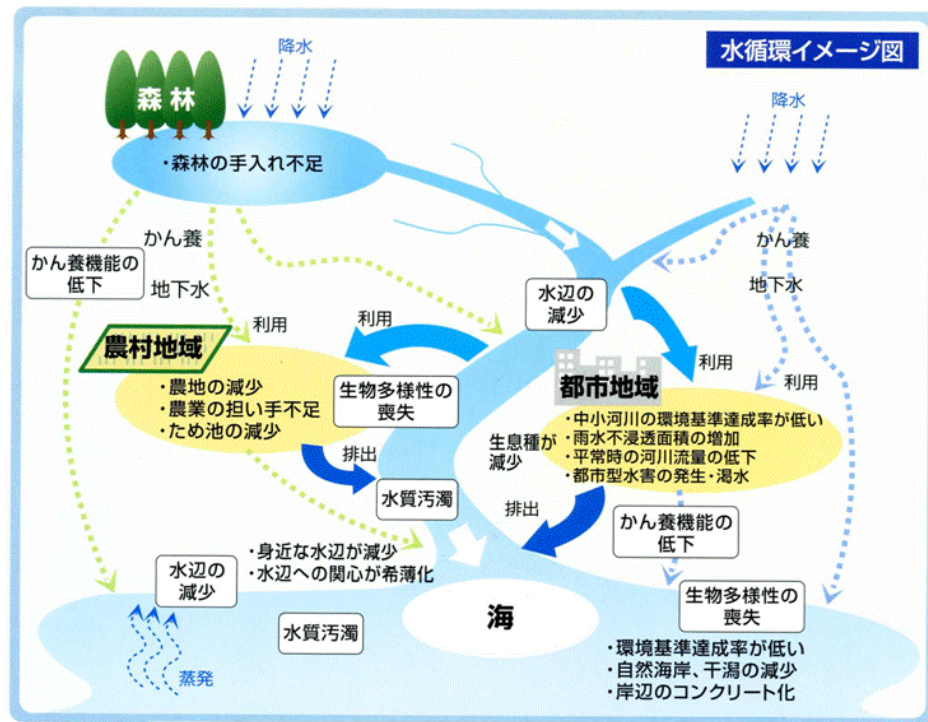 水循環イメージ図
降水
森林
・森林の手入れ不足
降水
かん養
かん養機能の
低下
地下水
かん養
地下水
水辺の
減少
利用
利用
利用
利用
農村地域
・農地の減少
・農業の担い手不足
・ため池の減少
生物多様性の
喪失
都市地域
・中小河川の環境基準達成率が低い
・雨水不浸透面積の増加
・平常時の河川流量の低下
・都市型水害の発生・渇水
生息種が
減少
排出
水質汚濁
排出
かん養機能の
低下
・身近な水辺が減少
・水辺への関心が希薄化
水辺の
減少
水質汚濁
海
生物多様性の
喪失
・環境基準達成率が低い
・自然海岸、干潟の減少
・岸辺のコンクリート化
蒸発